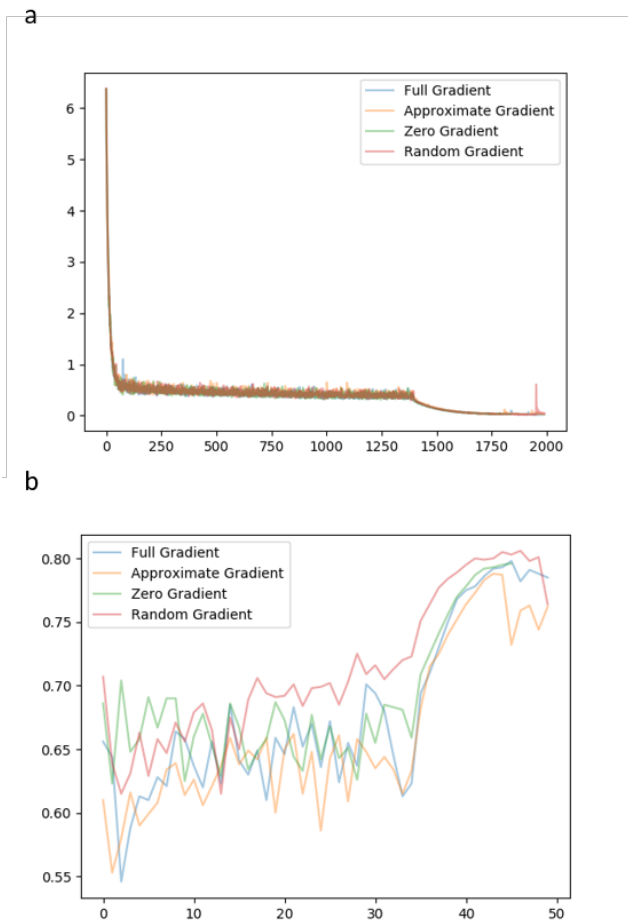 a
6
5
4
3
2
1
0
Full Gradient
Approximate Gradient
Zero Gradient
Random Gradient
0 250 500 750 1000 1250 1500 1750 2000
b
0.80
0.75
0.70
0.65
0.60
0.55
Full Gradient
Approximate Gradient
Zero Gradient
Random Gradient
0 10 20 30 40 50